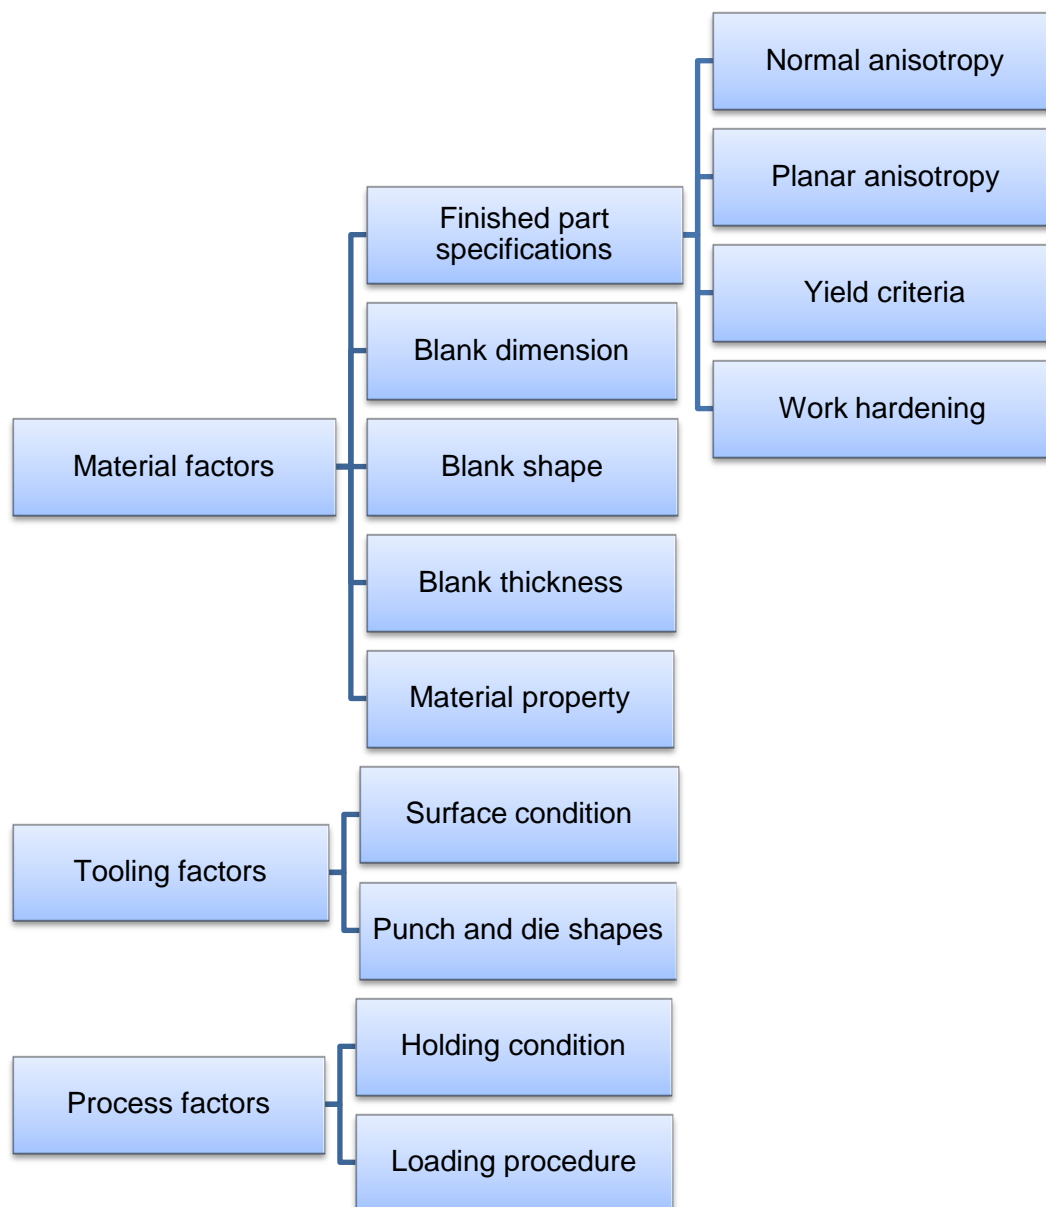 Normal anisotropy
Planar anisotropy
Finished part
specifications
Yield criteria
Blank dimension
Work hardening
Material factors
Blank shape
Blank thickness
Material property
Surface condition
Tooling factors
Punch and die shapes
Holding condition
Process factors
Loading procedure